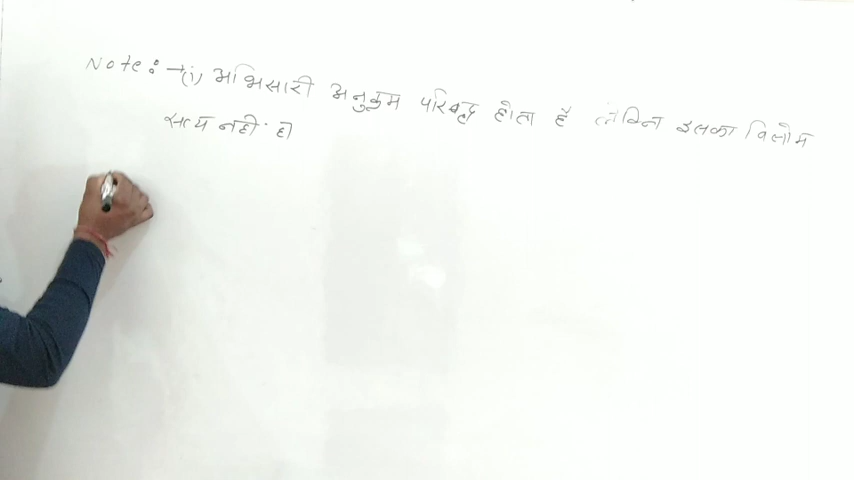 Note:→(i) अभिसारी अनुक्रम परिबद्ध होता है लेकिन इसका विलोम
सत्य नहीं हो